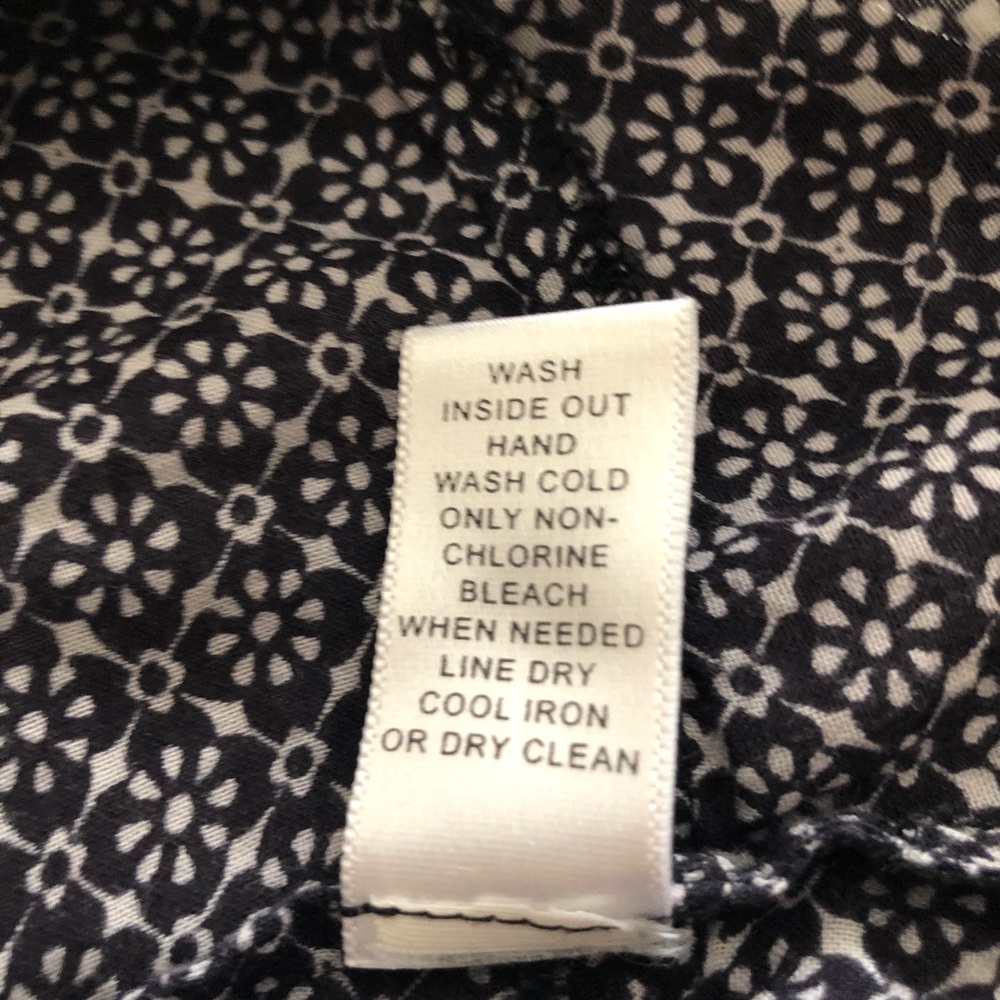 WASH
INSIDE OUT
HAND
WASH COLD
ONLY NON-
CHLORINE
BLEACH
WHEN NEEDED
LINE DRY
COOL IRON
OR DRY CLEAN